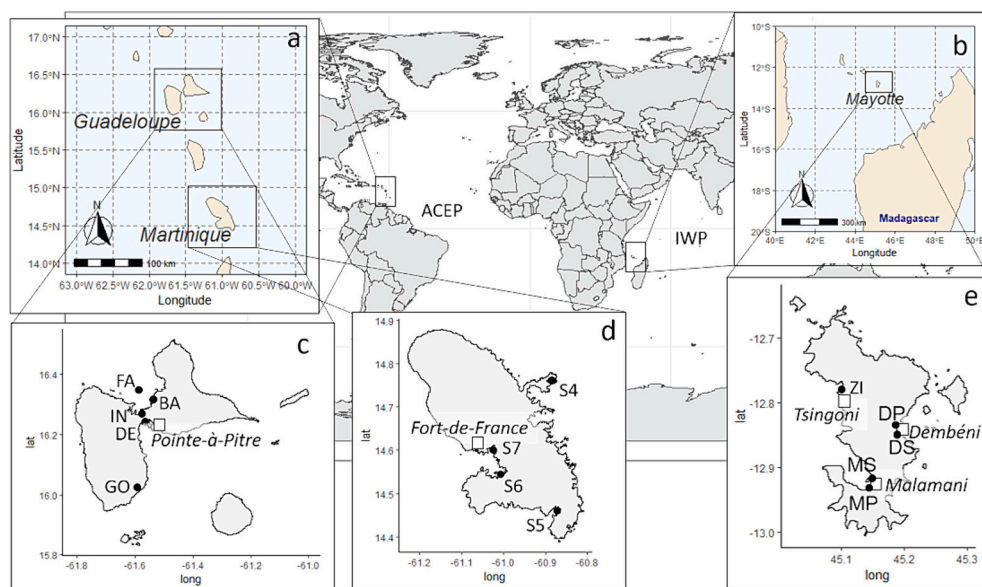 a
17.0°N
16.5°N
16.0°N
15.5°N
15.0°N
14.5°N
14.0°N
Latitude
Guadeloupe
Martinique
100 km
63.0°W 62.5°W 62.0°W 61.5°W 61.0°W 60.5°W 60.0°W
Longitude
ACEP
IWP
b
10°S
12°S
14°S
16°S
18°S
20°S
Latitude
Mayotte
Madagascar
300 km
40°E 42°E 44°E 46°E 48°E 50°E
Longitude
c
16.4
16.2
16.0
15.8
lat
FA
BA
IN
DE
Pointe-à-Pitre
GO
-61.8 -61.6 -61.4 -61.2 -61.0
long
d
14.9
14.8
14.7
14.6
14.5
14.4
lat
S4
Fort-de-France
S7
S6
S5
-61.2 -61.1 -61.0 -60.9 -60.8
long
e
-12.7
-12.8
-12.9
-13.0
lat
ZI
Tsingoni
DP
Dembéni
DS
MS
Malamani
MP
45.1 45.2 45.3
long